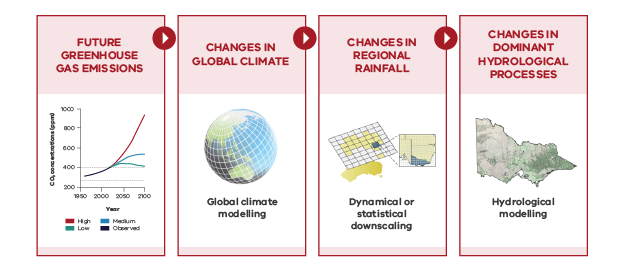 FUTURE
GREENHOUSE
GAS EMISSIONS
1000
800
600
400
200
CO₂ concentrations (ppm)
1950 2000 2050 2100
Year
High Medium
Low Observed
CHANGES IN
GLOBAL CLIMATE
Global climate
modelling
CHANGES IN
REGIONAL
RAINFALL
Dynamical or
statistical
downscaling
CHANGES IN
DOMINANT
HYDROLOGICAL
PROCESSES
Hydrological
modelling